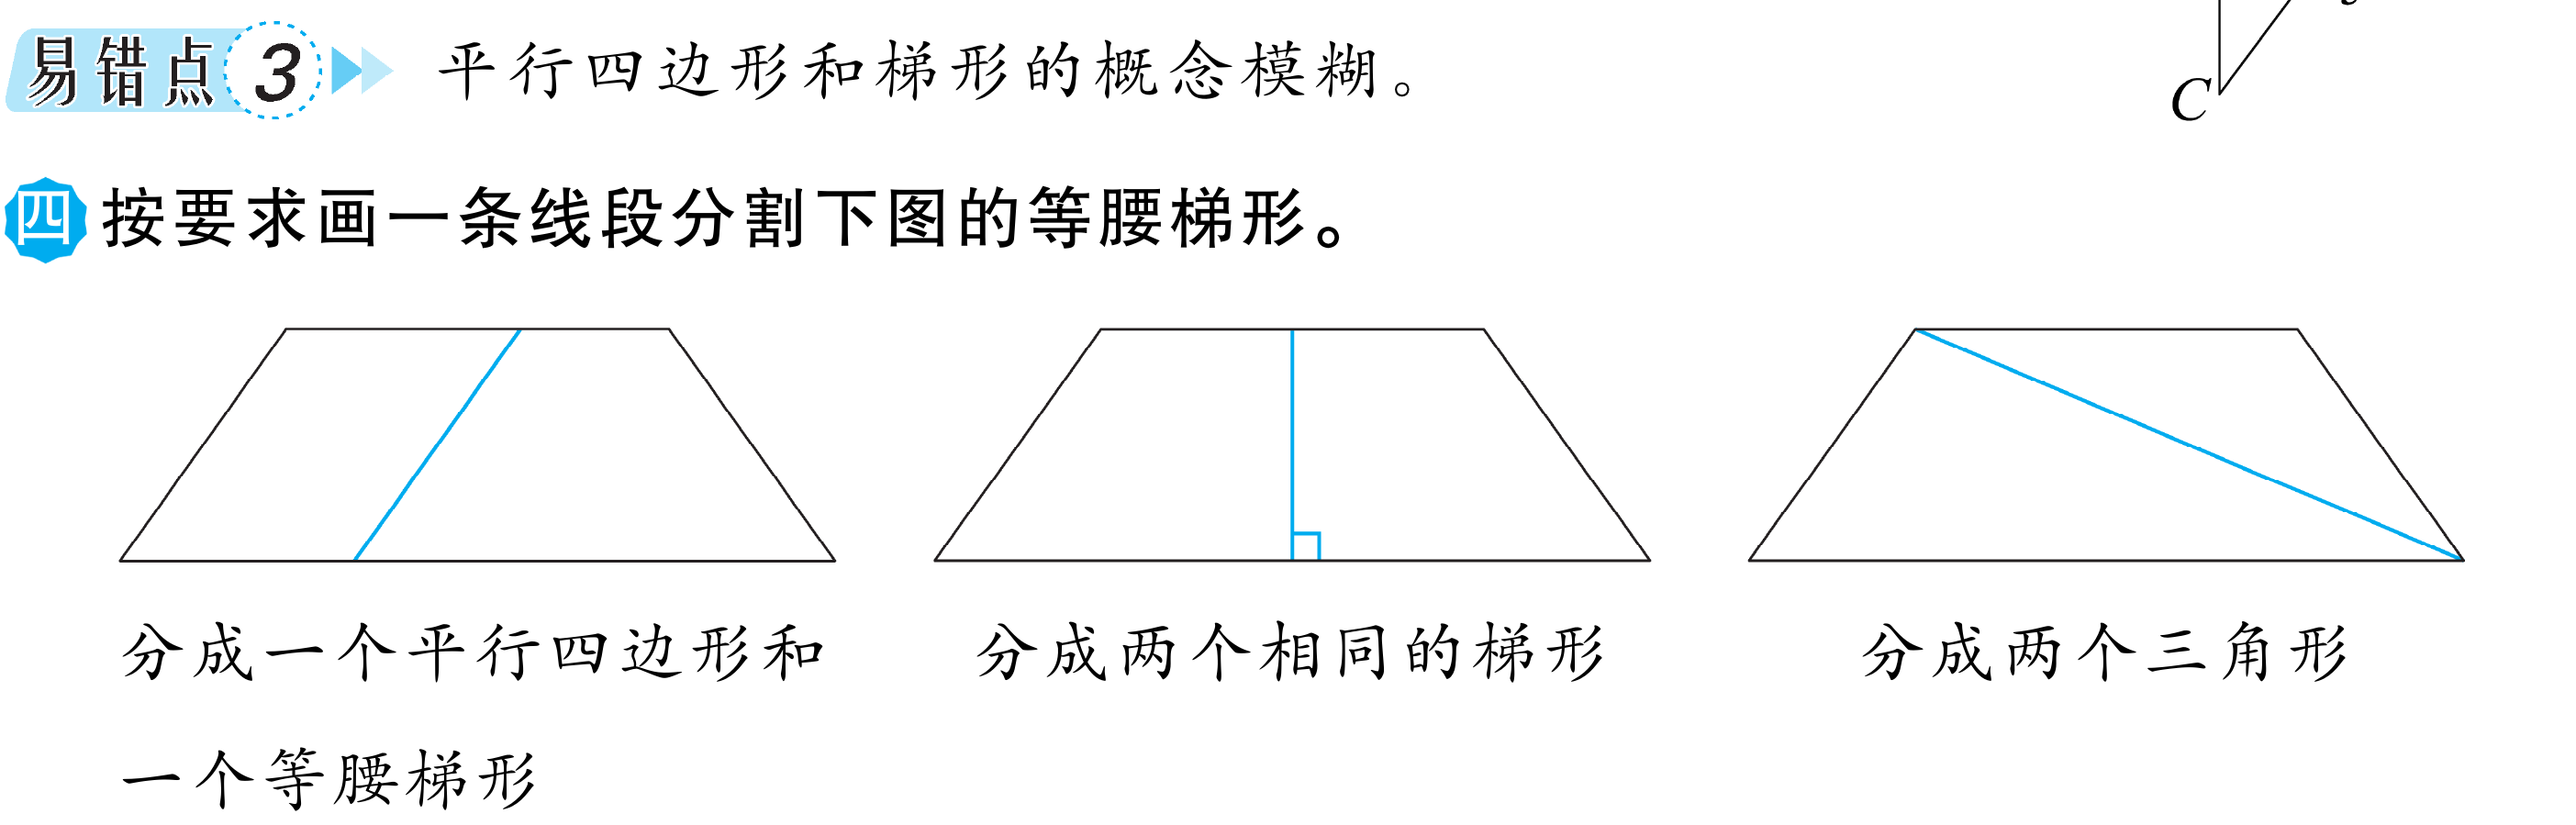 易错点 3 平行四边形和梯形的概念模糊。
C
四 按要求画一条线段分割下图的等腰梯形。
分成一个平行四边形和 分成两个相同的梯形 分成两个三角形
一个等腰梯形